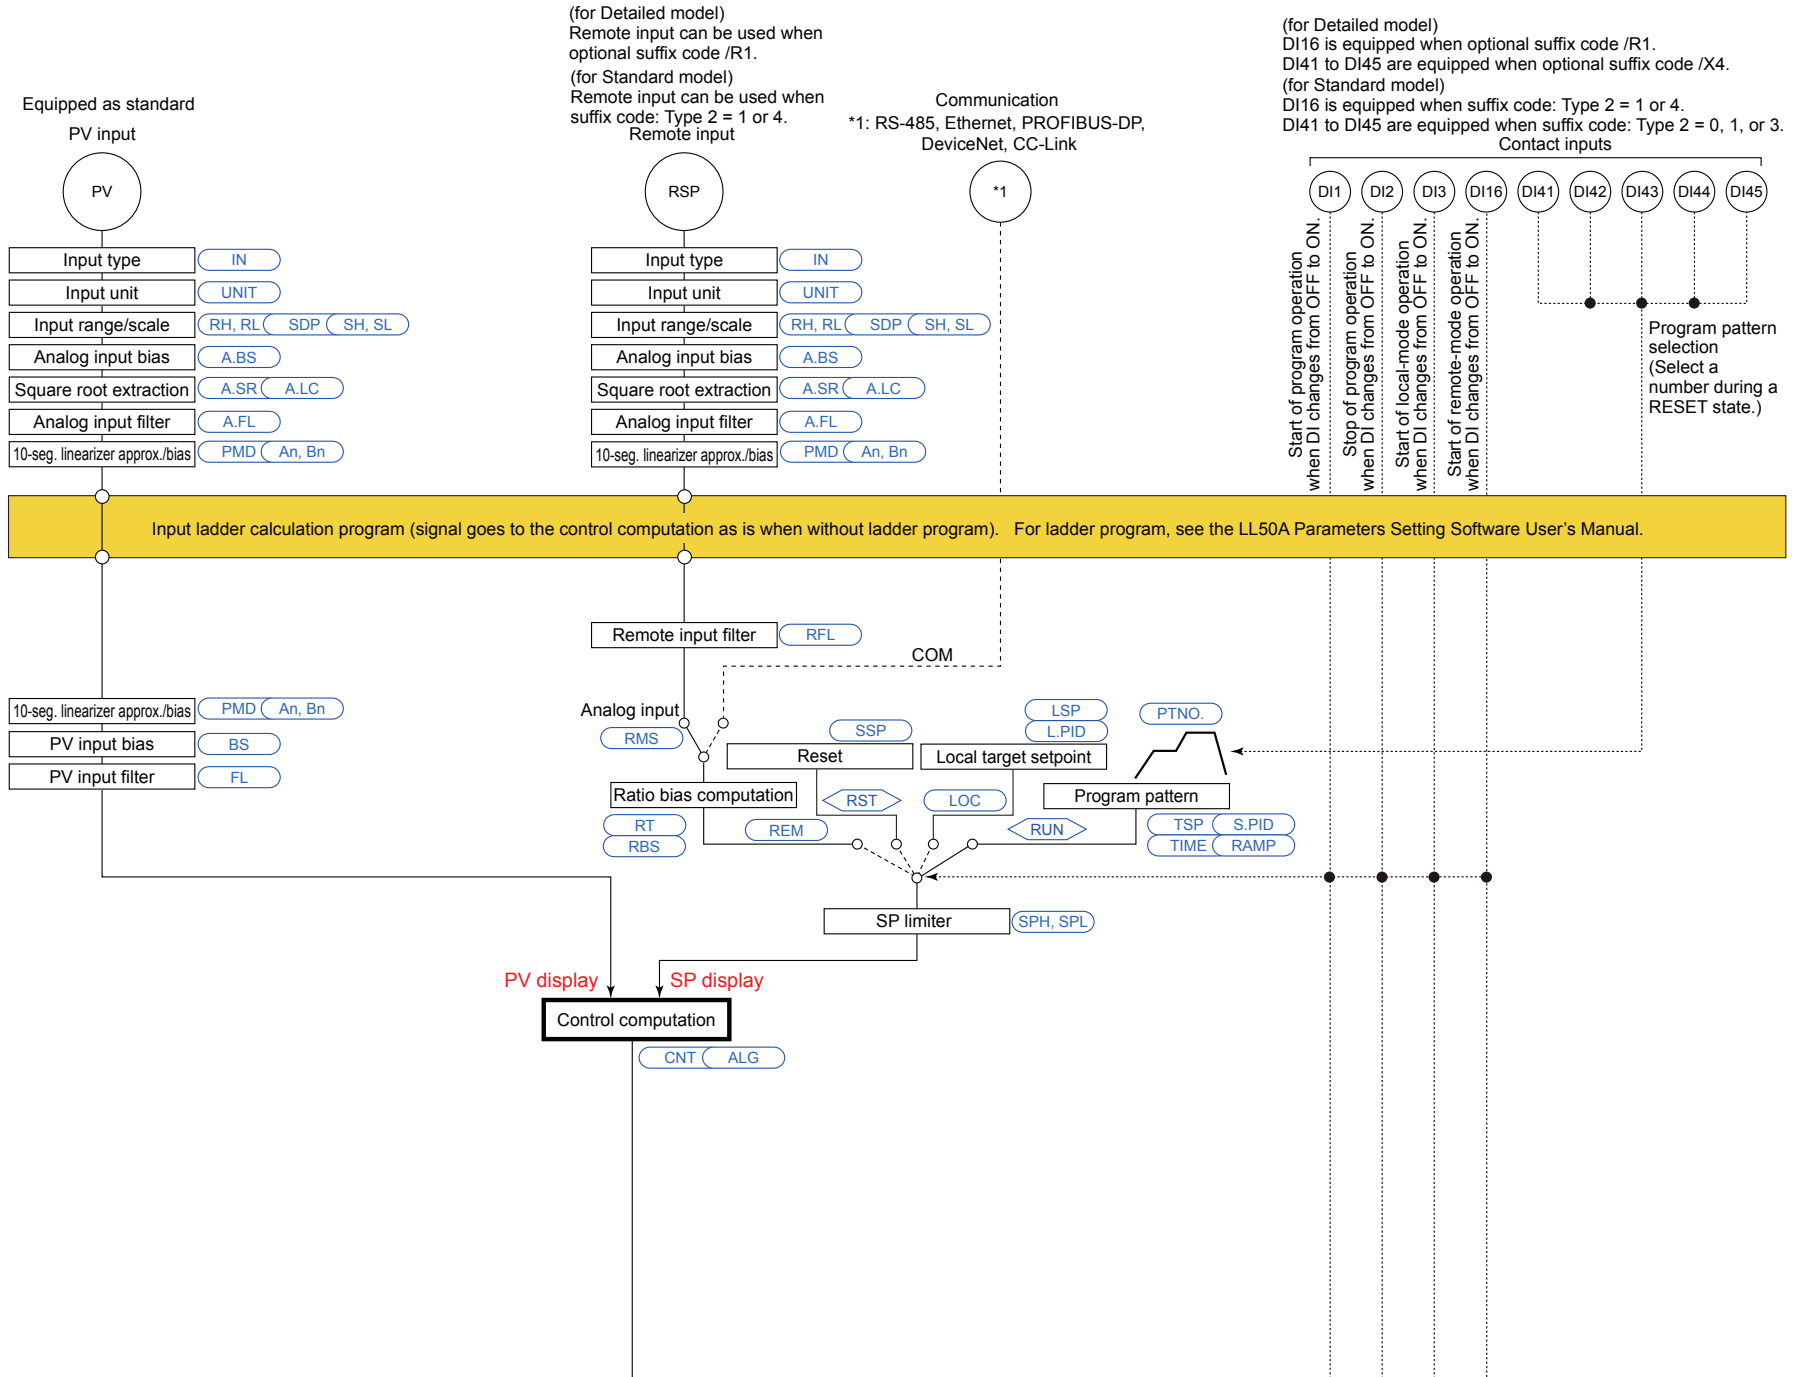 (for Detailed model)
Remote input can be used when
optional suffix code /R1.
(for Standard model)
Remote input can be used when
suffix code: Type 2 = 1 or 4.
(for Detailed model)
DI16 is equipped when optional suffix code /R1.
DI41 to DI45 are equipped when optional suffix code /X4.
(for Standard model)
DI16 is equipped when suffix code: Type 2 = 1 or 4.
DI41 to DI45 are equipped when suffix code: Type 2 = 0, 1, or 3.
Equipped as standard
PV input
Remote input
Communication
*1: RS-485, Ethernet, PROFIBUS-DP,
DeviceNet, CC-Link
Contact inputs
PV
RSP
*1
DI1 DI2 DI3 DI16 DI41 DI42 DI43 DI44 DI45
Input type IN
Input unit UNIT
Input range/scale RH, RL SDP SH, SL
Analog input bias A.BS
Square root extraction A.SR A.LC
Analog input filter A.FL
10-seg. linearizer approx./bias PMD An, Bn
Input type IN
Input unit UNIT
Input range/scale RH, RL SDP SH, SL
Analog input bias A.BS
Square root extraction A.SR A.LC
Analog input filter A.FL
10-seg. linearizer approx./bias PMD An, Bn
Start of program operation
when DI changes from OFF to ON.
Stop of program operation
when DI changes from OFF to ON.
Start of local-mode operation
when DI changes from OFF to ON.
Start of remote-mode operation
when DI changes from OFF to ON.
Program pattern
selection
(Select a
number during a
RESET state.)
Input ladder calculation program (signal goes to the control computation as is when without ladder program). For ladder program, see the LL50A Parameters Setting Software User's Manual.
Remote input filter RFL
COM
10-seg. linearizer approx./bias PMD An, Bn
PV input bias BS
PV input filter FL
Analog input
RMS
SSP
Reset
LSP
L.PID
Local target setpoint
PTNO.
Ratio bias computation
RT
RBS
REM
RST
LOC
RUN
Program pattern
TSP S.PID
TIME RAMP
SP limiter SPH, SPL
PV display
SP display
Control computation
CNT ALG